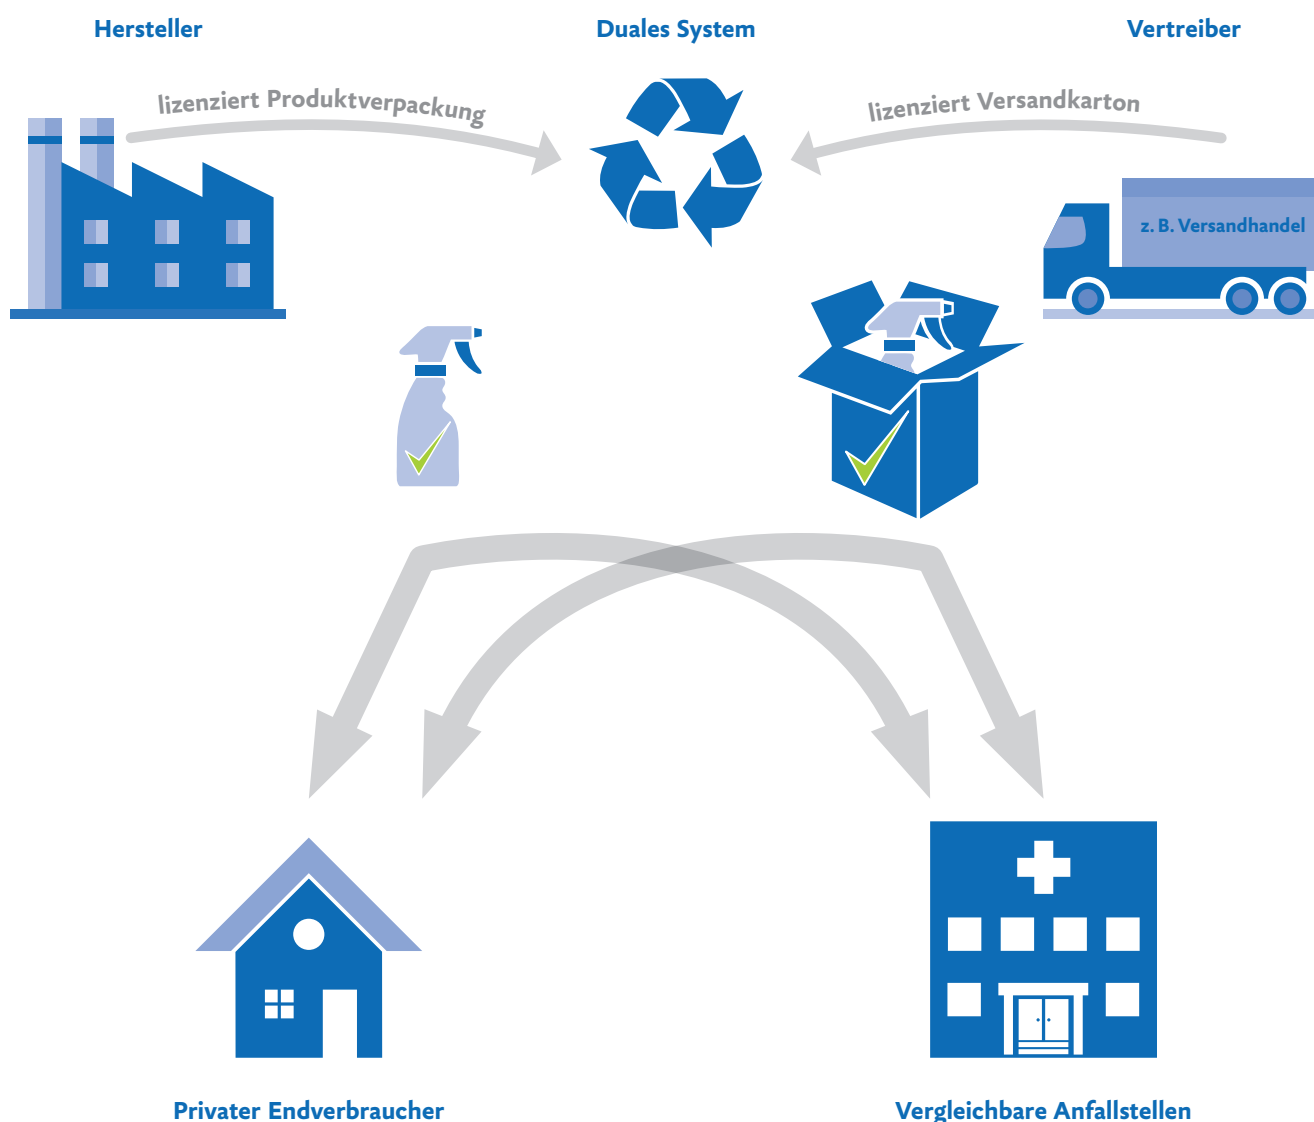 Hersteller
Duales System
Vertreiber
lizenziert Produktverpackung
lizenziert Versandkarton
z. B. Versandhandel
Privater Endverbraucher
Vergleichbare Anfallstellen